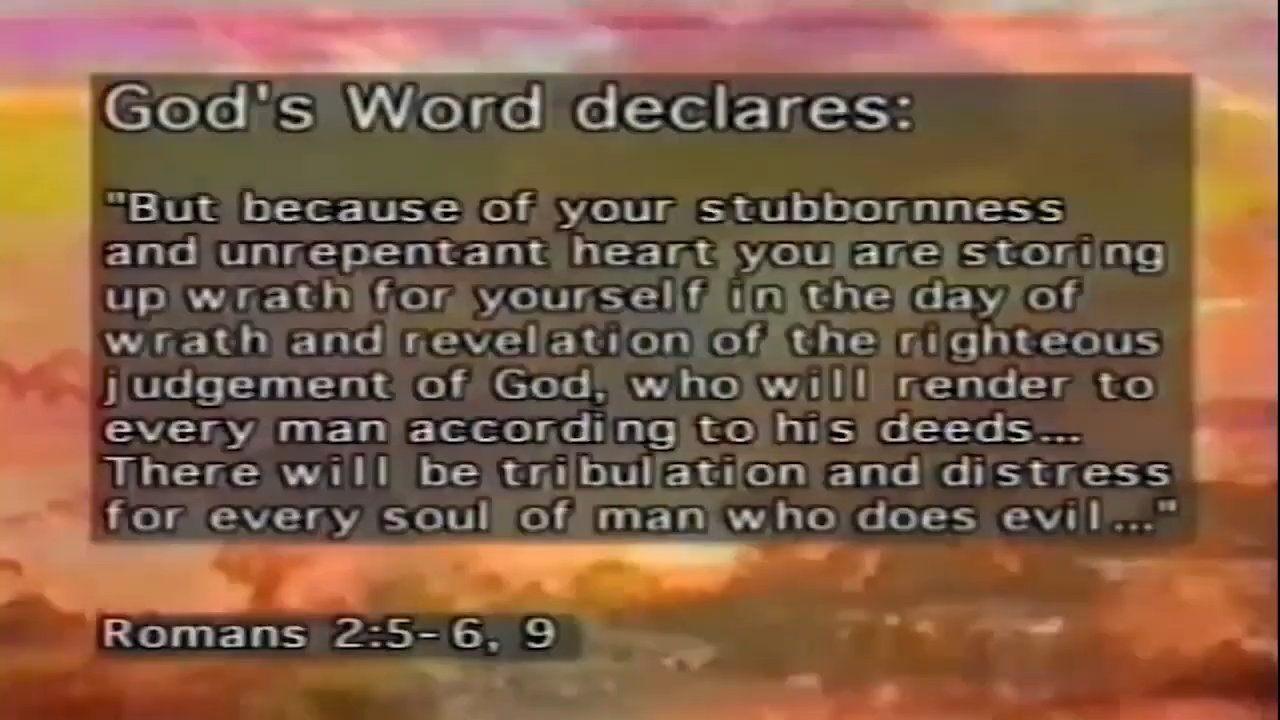 God's Word declares:
"But because of your stubbornness
and unrepentant heart you are storing
up wrath for yourself in the day of
wrath and revelation of the righteous
judgement of God, who will render to
every man according to his deeds...
There will be tribulation and distress
for every soul of man who does evil..."
Romans 2:5-6, 9